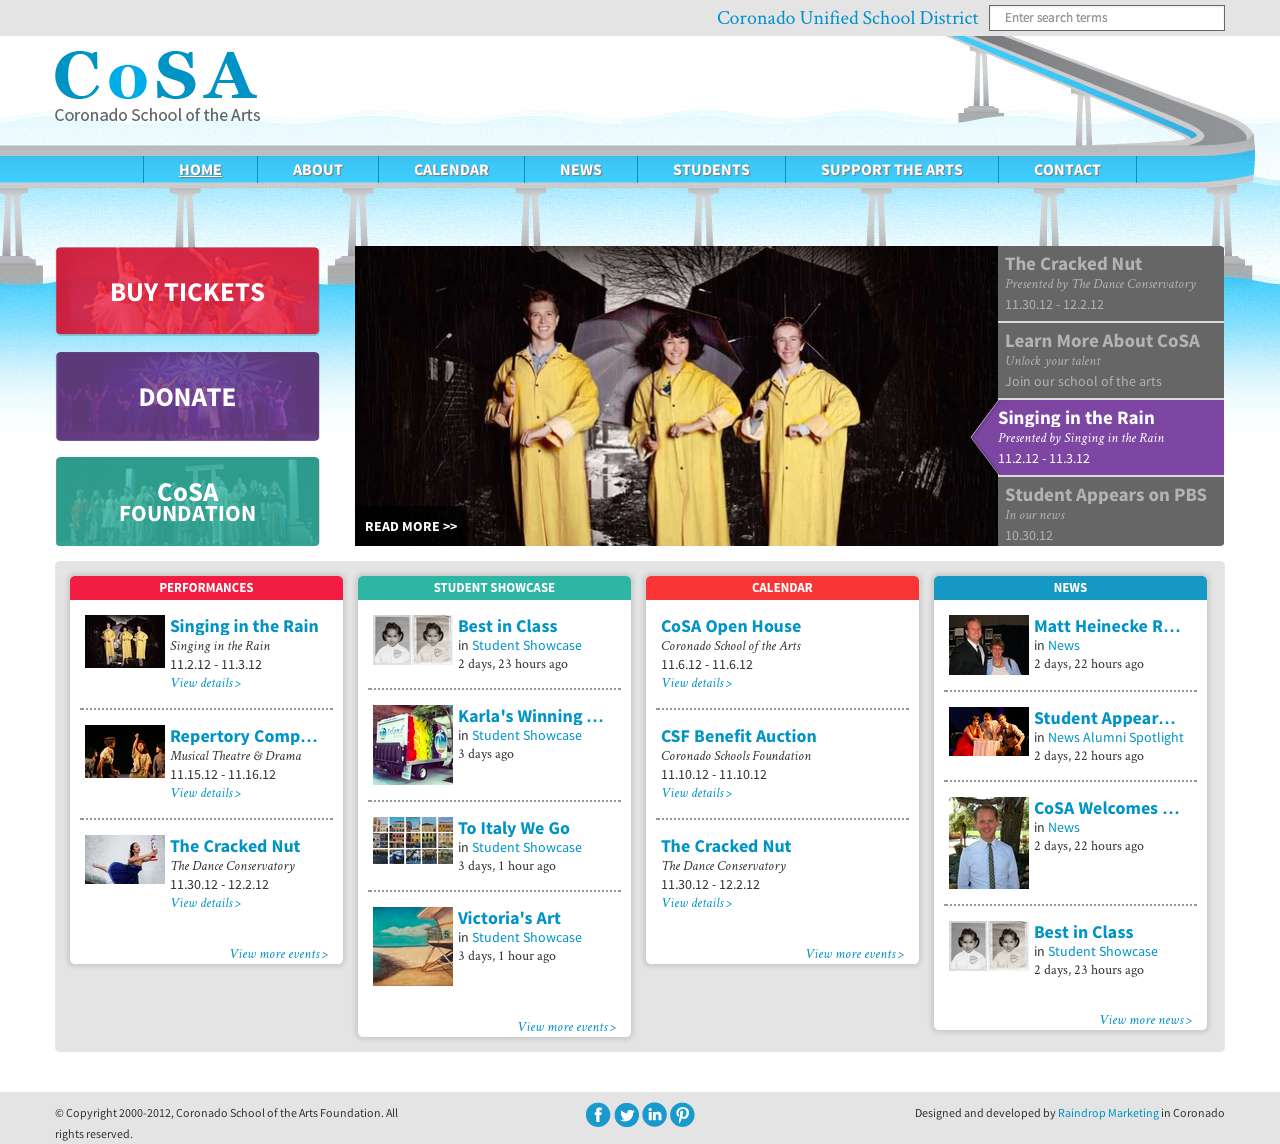 Coronado Unified School District
Enter search terms
CoSA
Coronado School of the Arts
HOME
ABOUT
CALENDAR
NEWS
STUDENTS
SUPPORT THE ARTS
CONTACT
BUY TICKETS
DONATE
CoSA
FOUNDATION
READ MORE >>
The Cracked Nut
Presented by The Dance Conservatory
11.30.12 - 12.2.12
Learn More About CoSA
Unlock your talent
Join our school of the arts
Singing in the Rain
Presented by Singing in the Rain
11.2.12 - 11.3.12
Student Appears on PBS
In our news
10.30.12
PERFORMANCES
Singing in the Rain
Singing in the Rain
11.2.12 - 11.3.12
View details >
Repertory Comp...
Musical Theatre & Drama
11.15.12 - 11.16.12
View details >
The Cracked Nut
The Dance Conservatory
11.30.12 - 12.2.12
View details >
View more events >
STUDENT SHOWCASE
Best in Class
in Student Showcase
2 days, 23 hours ago
Karla's Winning ...
in Student Showcase
3 days ago
To Italy We Go
in Student Showcase
3 days, 1 hour ago
Victoria's Art
in Student Showcase
3 days, 1 hour ago
View more events >
CALENDAR
CoSA Open House
Coronado School of the Arts
11.6.12 - 11.6.12
View details >
CSF Benefit Auction
Coronado Schools Foundation
11.10.12 - 11.10.12
View details >
The Cracked Nut
The Dance Conservatory
11.30.12 - 12.2.12
View details >
View more events >
NEWS
Matt Heinecke R...
in News
2 days, 22 hours ago
Student Appear...
in News Alumni Spotlight
2 days, 22 hours ago
CoSA Welcomes ...
in News
2 days, 22 hours ago
Best in Class
in Student Showcase
2 days, 23 hours ago
View more news >
© Copyright 2000-2012, Coronado School of the Arts Foundation. All
rights reserved.
Designed and developed by Raindrop Marketing in Coronado